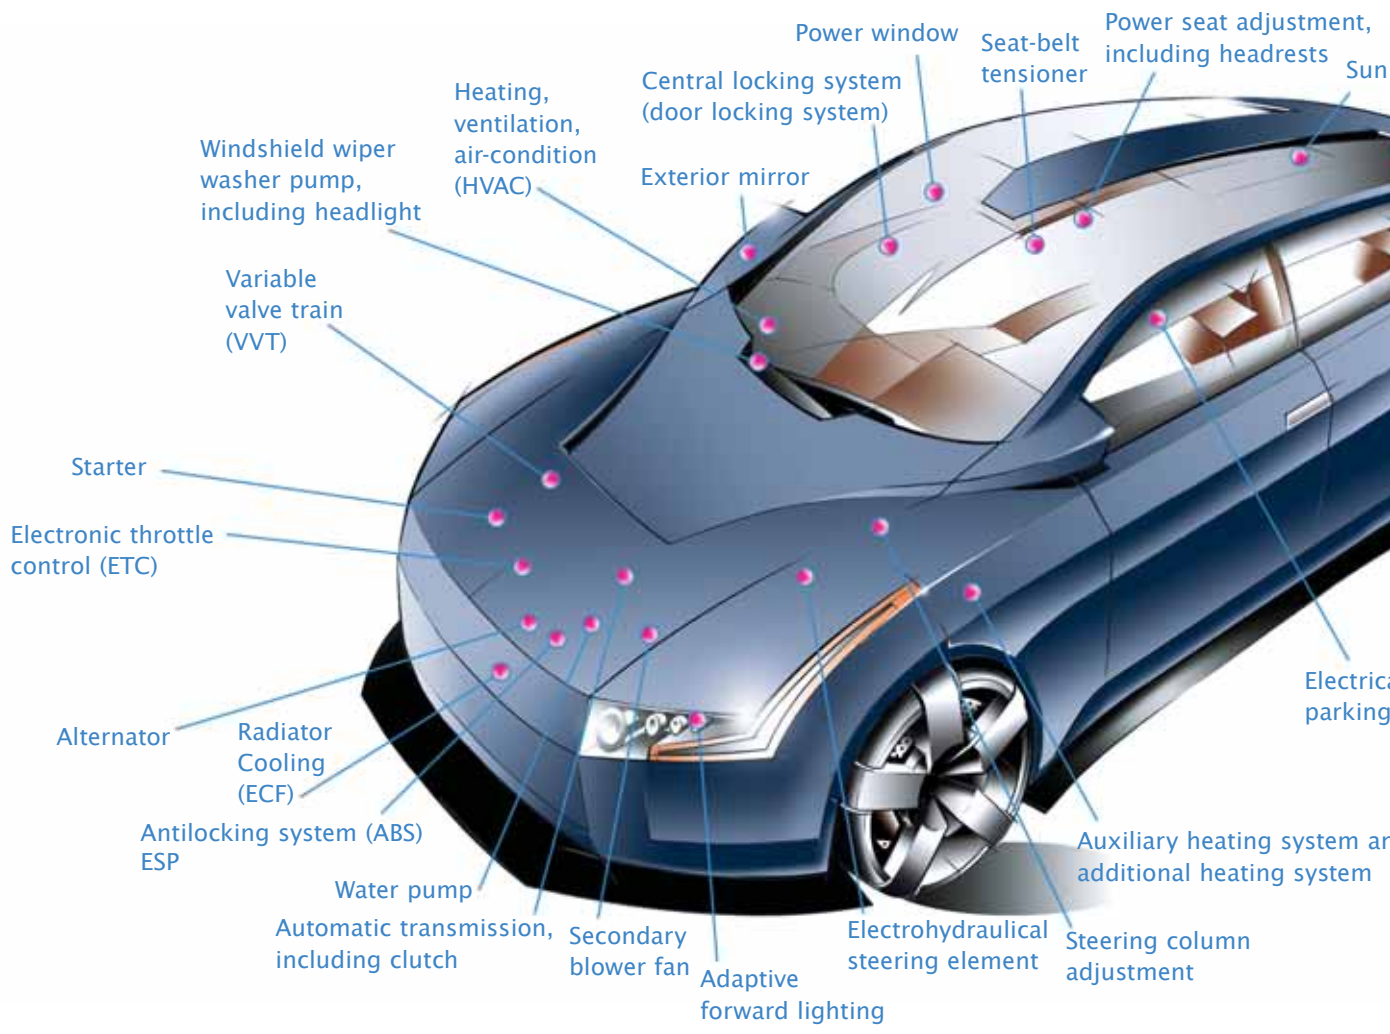 Power window
Seat-belt
tensioner
Power seat adjustment,
including headrests
Sun
Central locking system
(door locking system)
Heating,
ventilation,
air-condition
(HVAC)
Exterior mirror
Windshield wiper
washer pump,
including headlight
Variable
valve train
(VVT)
Starter
Electronic throttle
control (ETC)
Alternator
Radiator
Cooling
(ECF)
Antilocking system (ABS)
ESP
Water pump
Automatic transmission,
including clutch
Secondary
blower fan
Adaptive
forward lighting
Electrohydraulical
steering element
Steering column
adjustment
Auxiliary heating system
additional heating system
parking